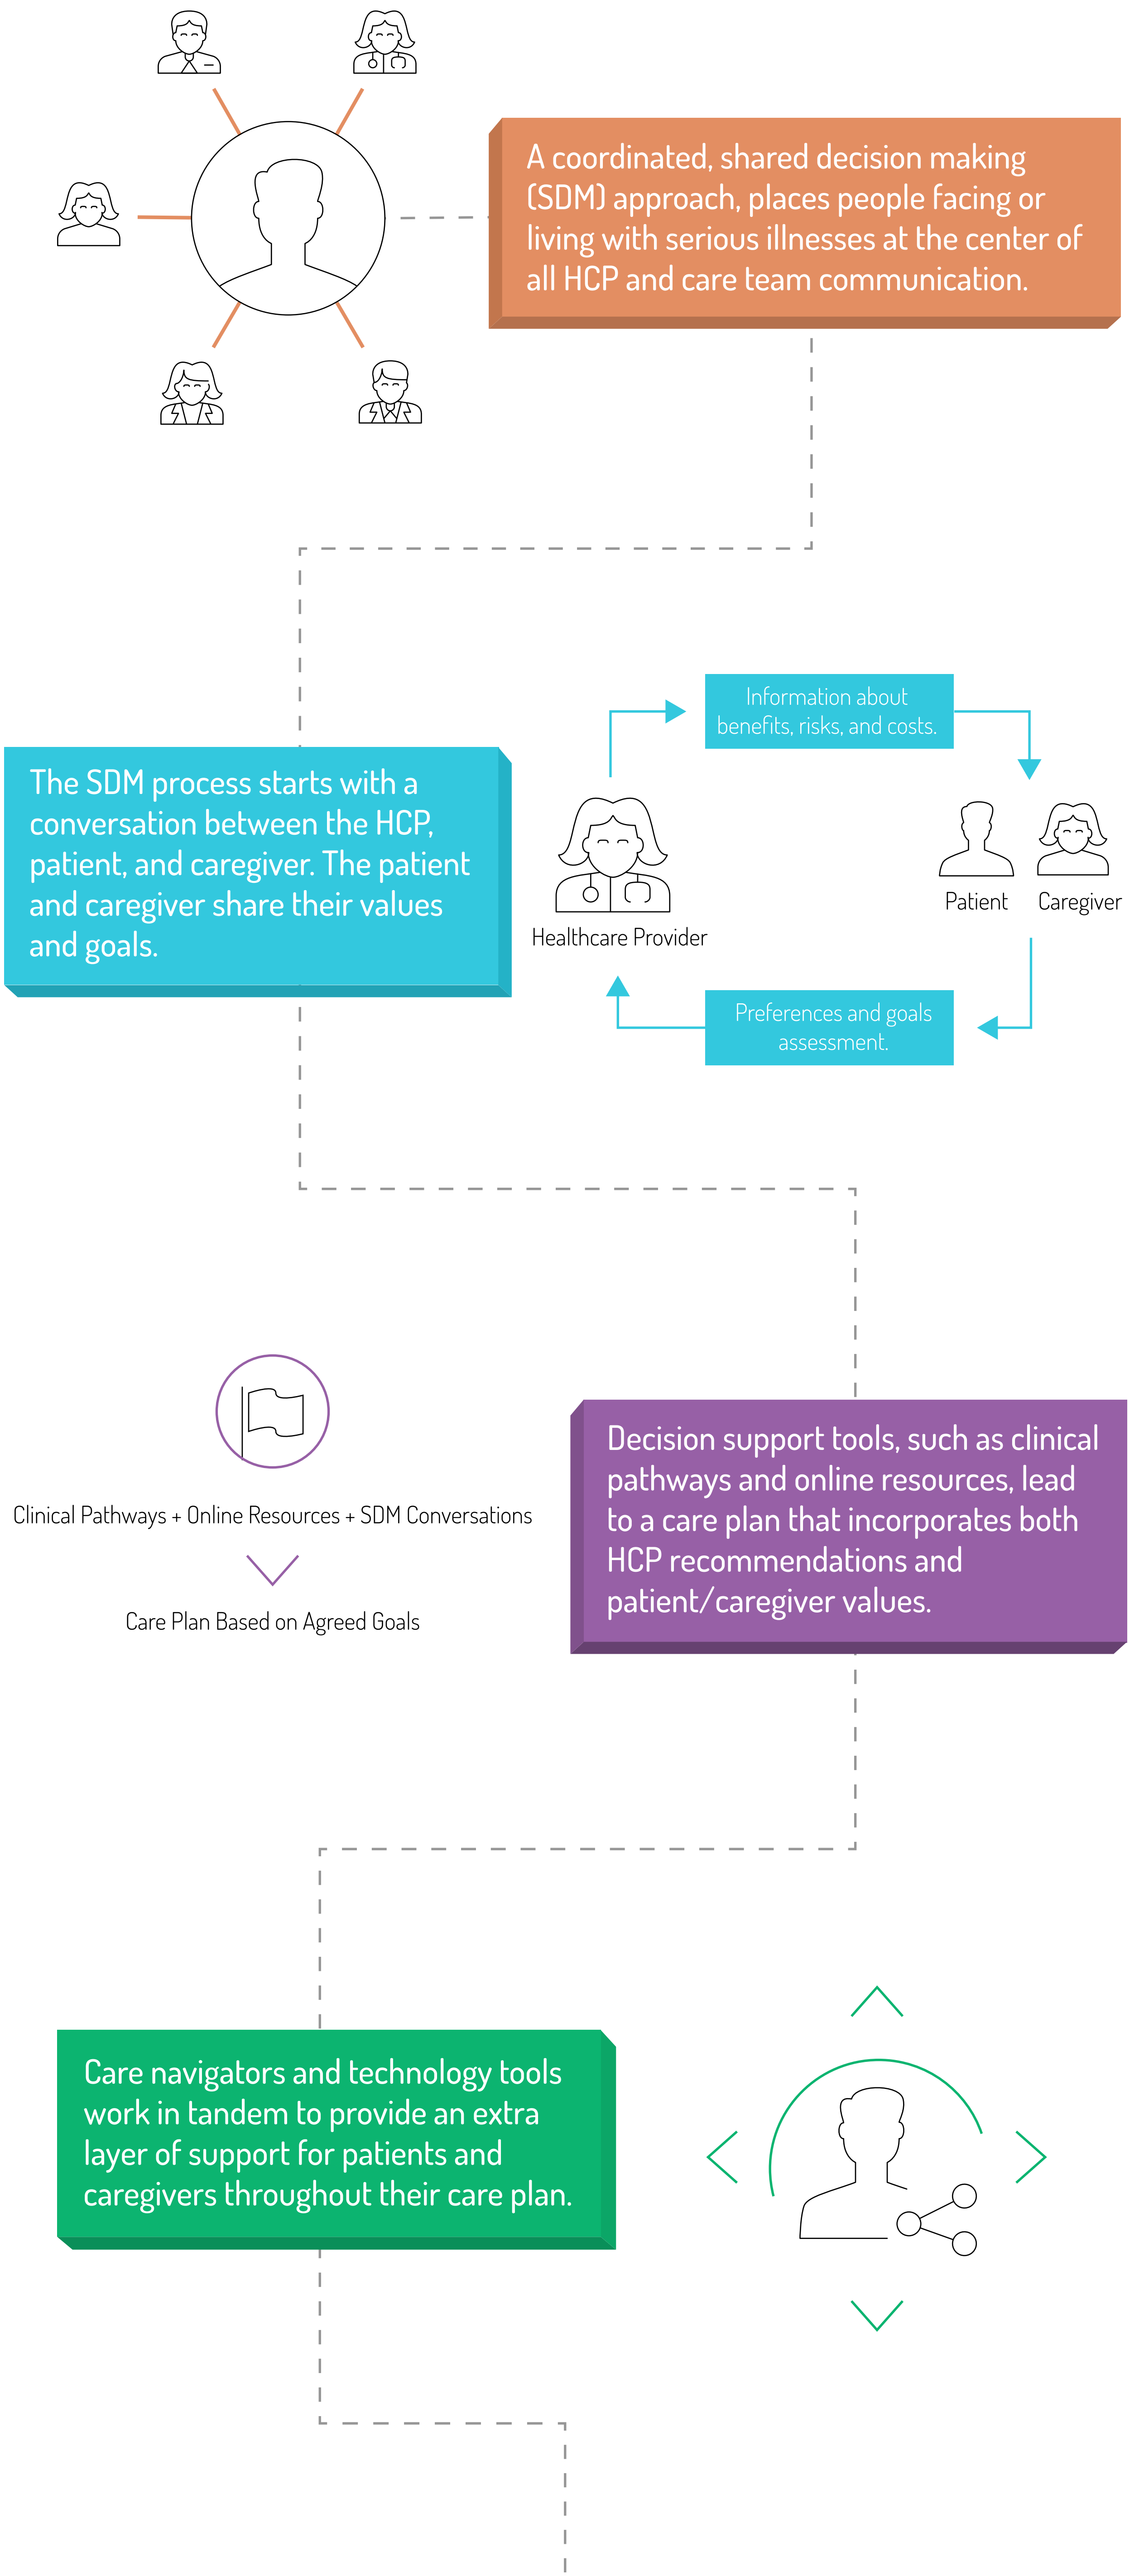 A coordinated, shared decision making
(SDM) approach, places people facing or
living with serious illnesses at the center of
all HCP and care team communication.
The SDM process starts with a
conversation between the HCP,
patient, and caregiver. The patient
and caregiver share their values
and goals.
Information about
benefits, risks, and costs.
Healthcare Provider
Patient
Caregiver
Preferences and goals
assessment.
Clinical Pathways + Online Resources + SDM Conversations
Care Plan Based on Agreed Goals
Decision support tools, such as clinical
pathways and online resources, lead
to a care plan that incorporates both
HCP recommendations and
patient/caregiver values.
Care navigators and technology tools
work in tandem to provide an extra
layer of support for patients and
caregivers throughout their care plan.